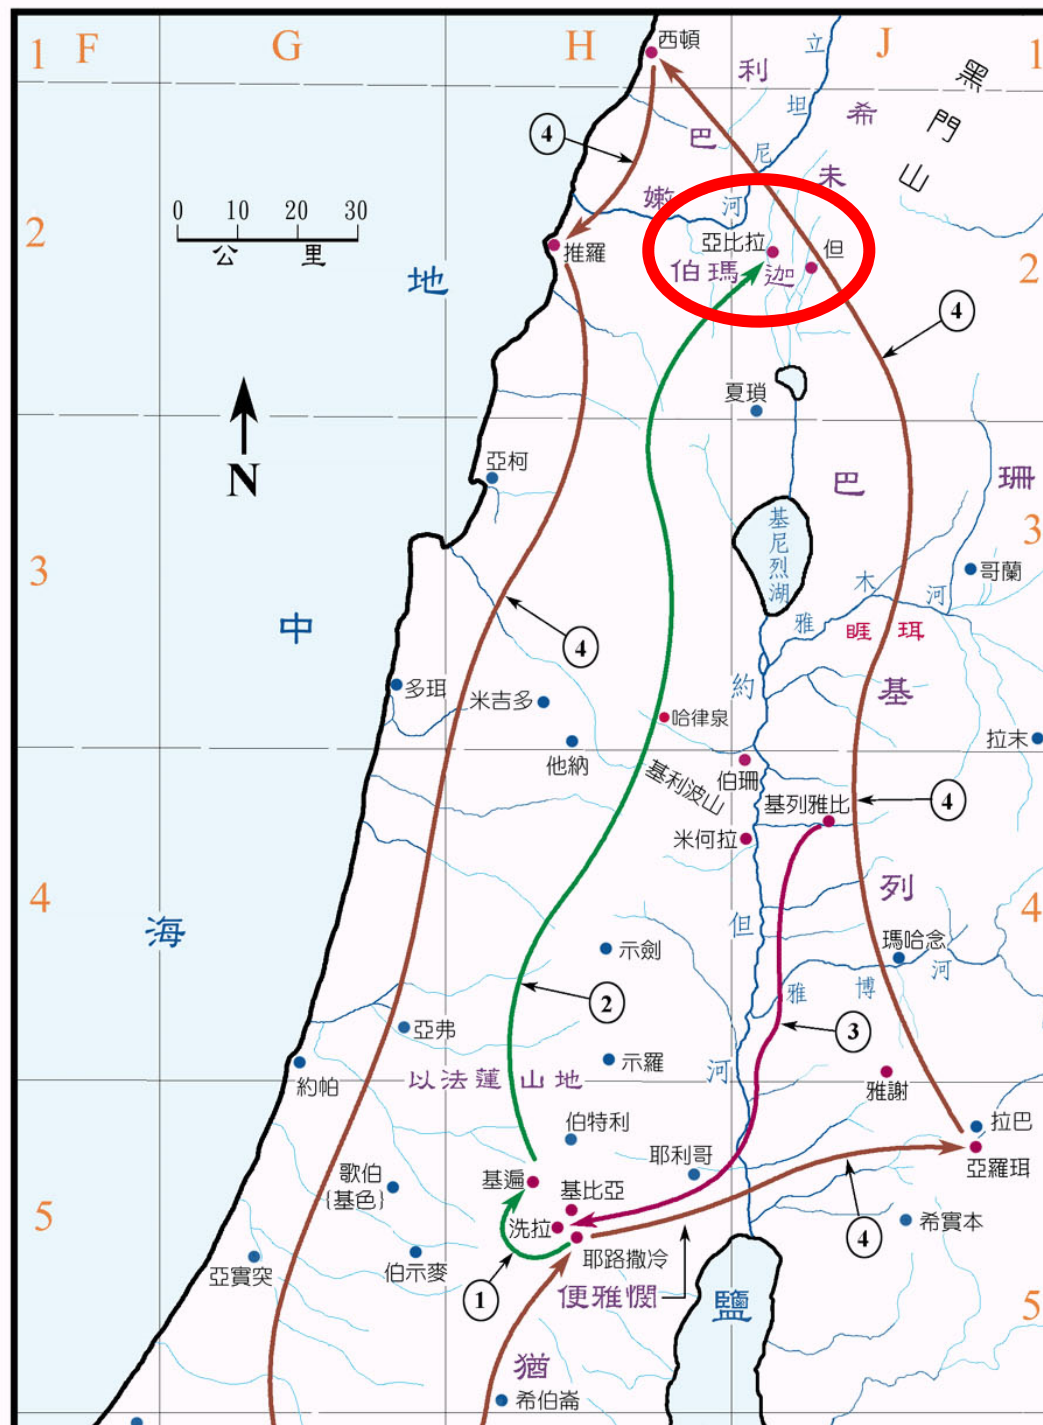 F G H J
1 1
西頓
立坦尼河
利希未
黑門山
巴嫩
4
0 10 20 30
公里
2 2
推羅
亞比拉
但
伯瑪迦
地
4
夏瑣
N
亞柯
巴珊
基尼烈湖
3 3
哥蘭
雅木河
中
4
睚珥
多珥
米吉多
約
基
哈律泉
拉末
他納
伯珊
基利波山
基列雅比
4
米何拉
4 4
列
海
但
示劍
瑪哈念
雅博河
2
3
亞弗
示羅
河
約帕
以法蓮山地
雅謝
伯特利
拉巴
耶利哥
亞羅珥
歌伯
{基色}
基遍
基比亞
5
洗拉
希實本
4
耶路撒冷
伯示麥
亞實突
1
便雅憫
鹽
5
猶
希伯崙